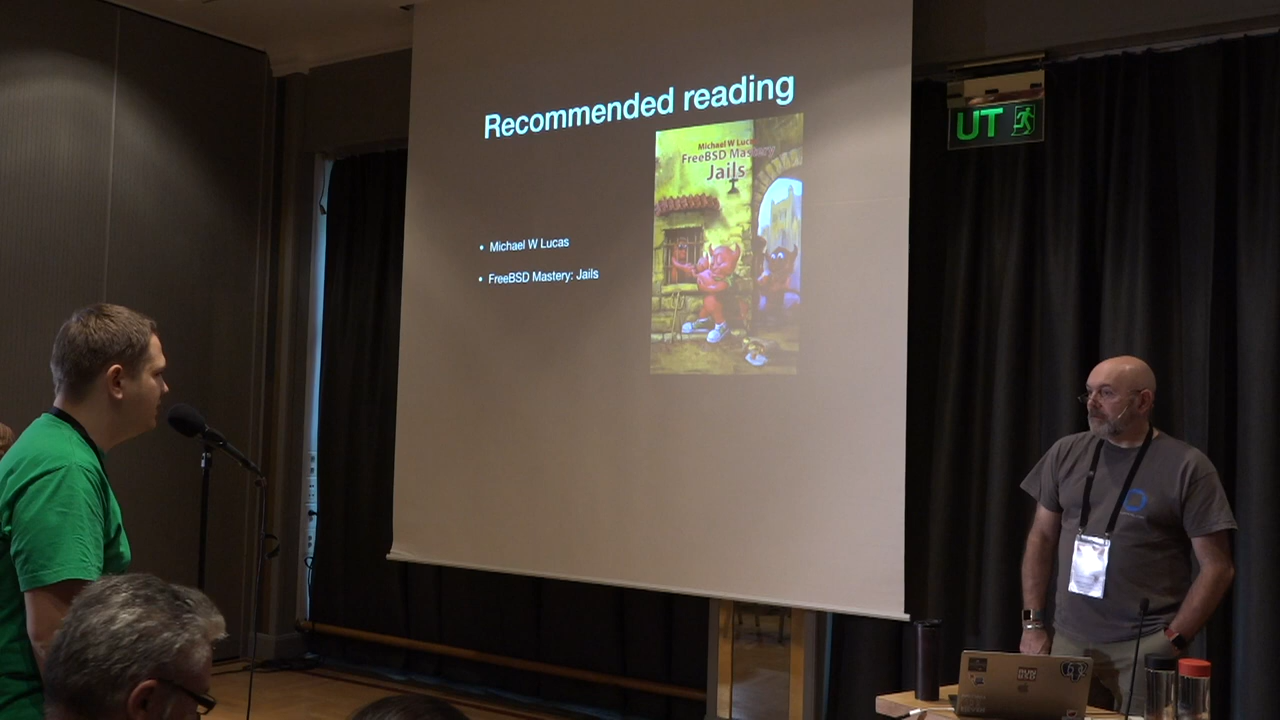 Recommended reading
Michael W Lucas
FreeBSD Mastery
Jails
• Michael W Lucas
• FreeBSD Mastery: Jails
UT